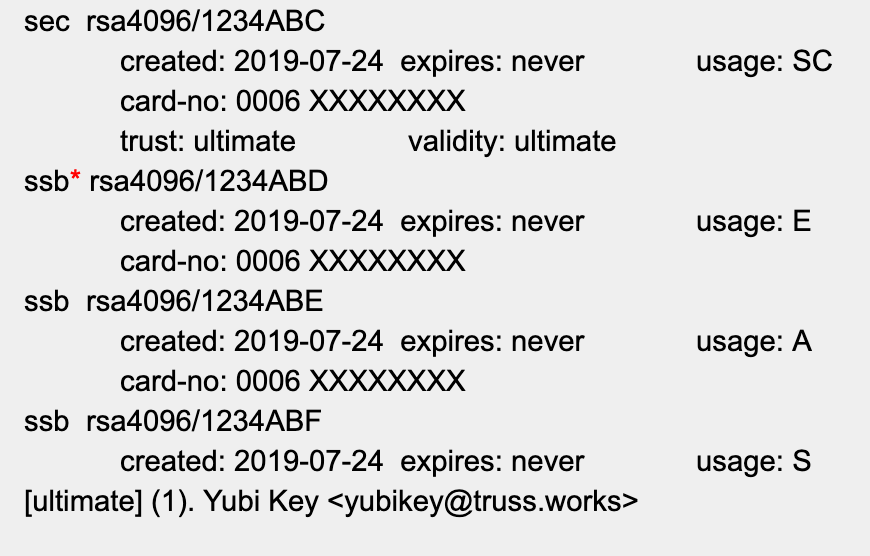 sec rsa4096/1234ABC
created: 2019-07-24 expires: never usage: SC
card-no: 0006 XXXXXXXX
trust: ultimate validity: ultimate
ssb* rsa4096/1234ABD
created: 2019-07-24 expires: never usage: E
card-no: 0006 XXXXXXXX
ssb rsa4096/1234ABE
created: 2019-07-24 expires: never usage: A
card-no: 0006 XXXXXXXX
ssb rsa4096/1234ABF
created: 2019-07-24 expires: never usage: S
[ultimate] (1). Yubi Key <yubikey@truss.works>